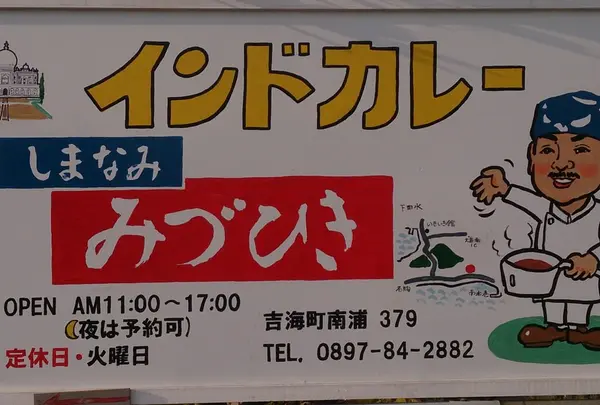 インドカレー
しまなみ
みづひき
OPEN AM11:00～17:00
(夜は予約可)
定休日・火曜日
吉海町南浦 379
TEL. 0897-84-2882